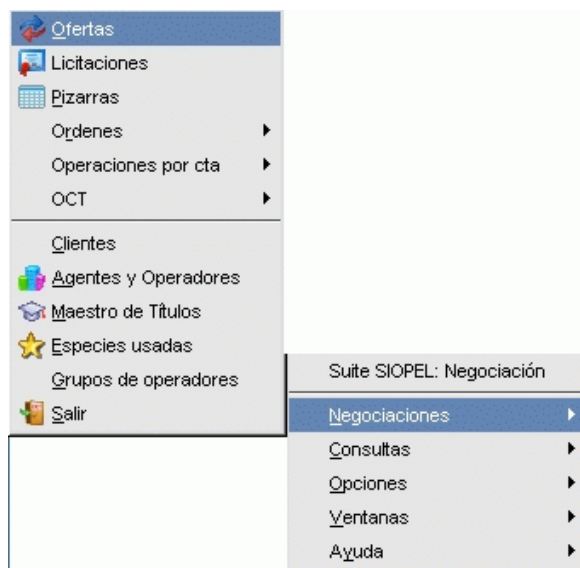 Ofertas
Licitaciones
Pizarras
Ordenes
Operaciones por cta
OCT
Clientes
Agentes y Operadores
Maestro de Títulos
Especies usadas
Grupos de operadores
Salir
Suite SIOPEL: Negociación
Negociaciones
Consultas
Opciones
Ventanas
Ayuda